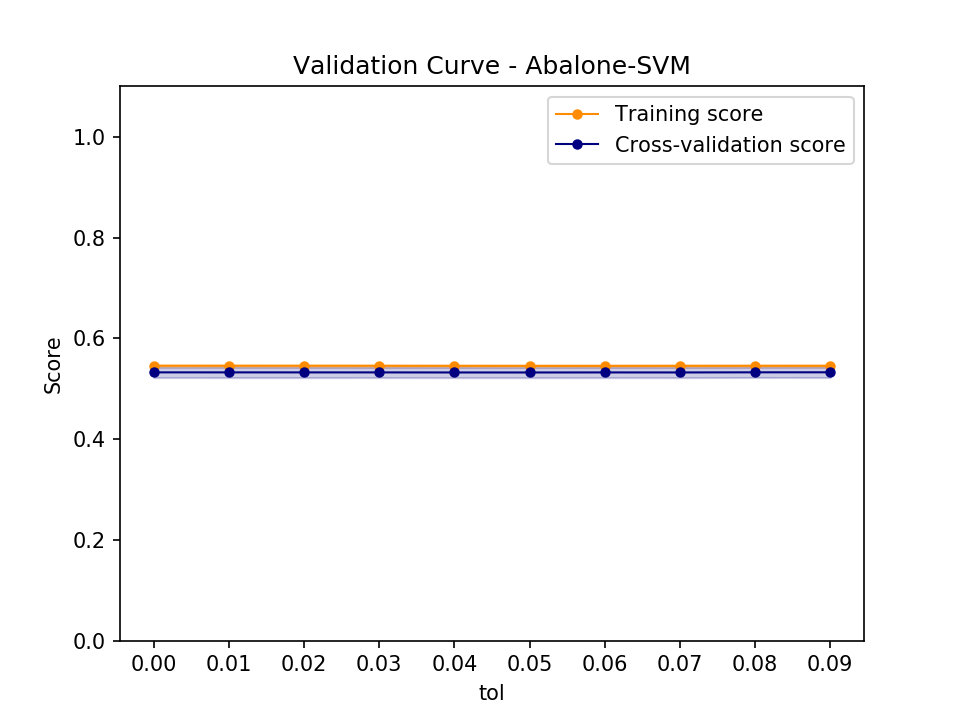 Validation Curve - Abalone-SVM
Training score
Cross-validation score
1.0
0.8
0.6
0.4
0.2
0.0
Score
0.00 0.01 0.02 0.03 0.04 0.05 0.06 0.07 0.08 0.09
tol